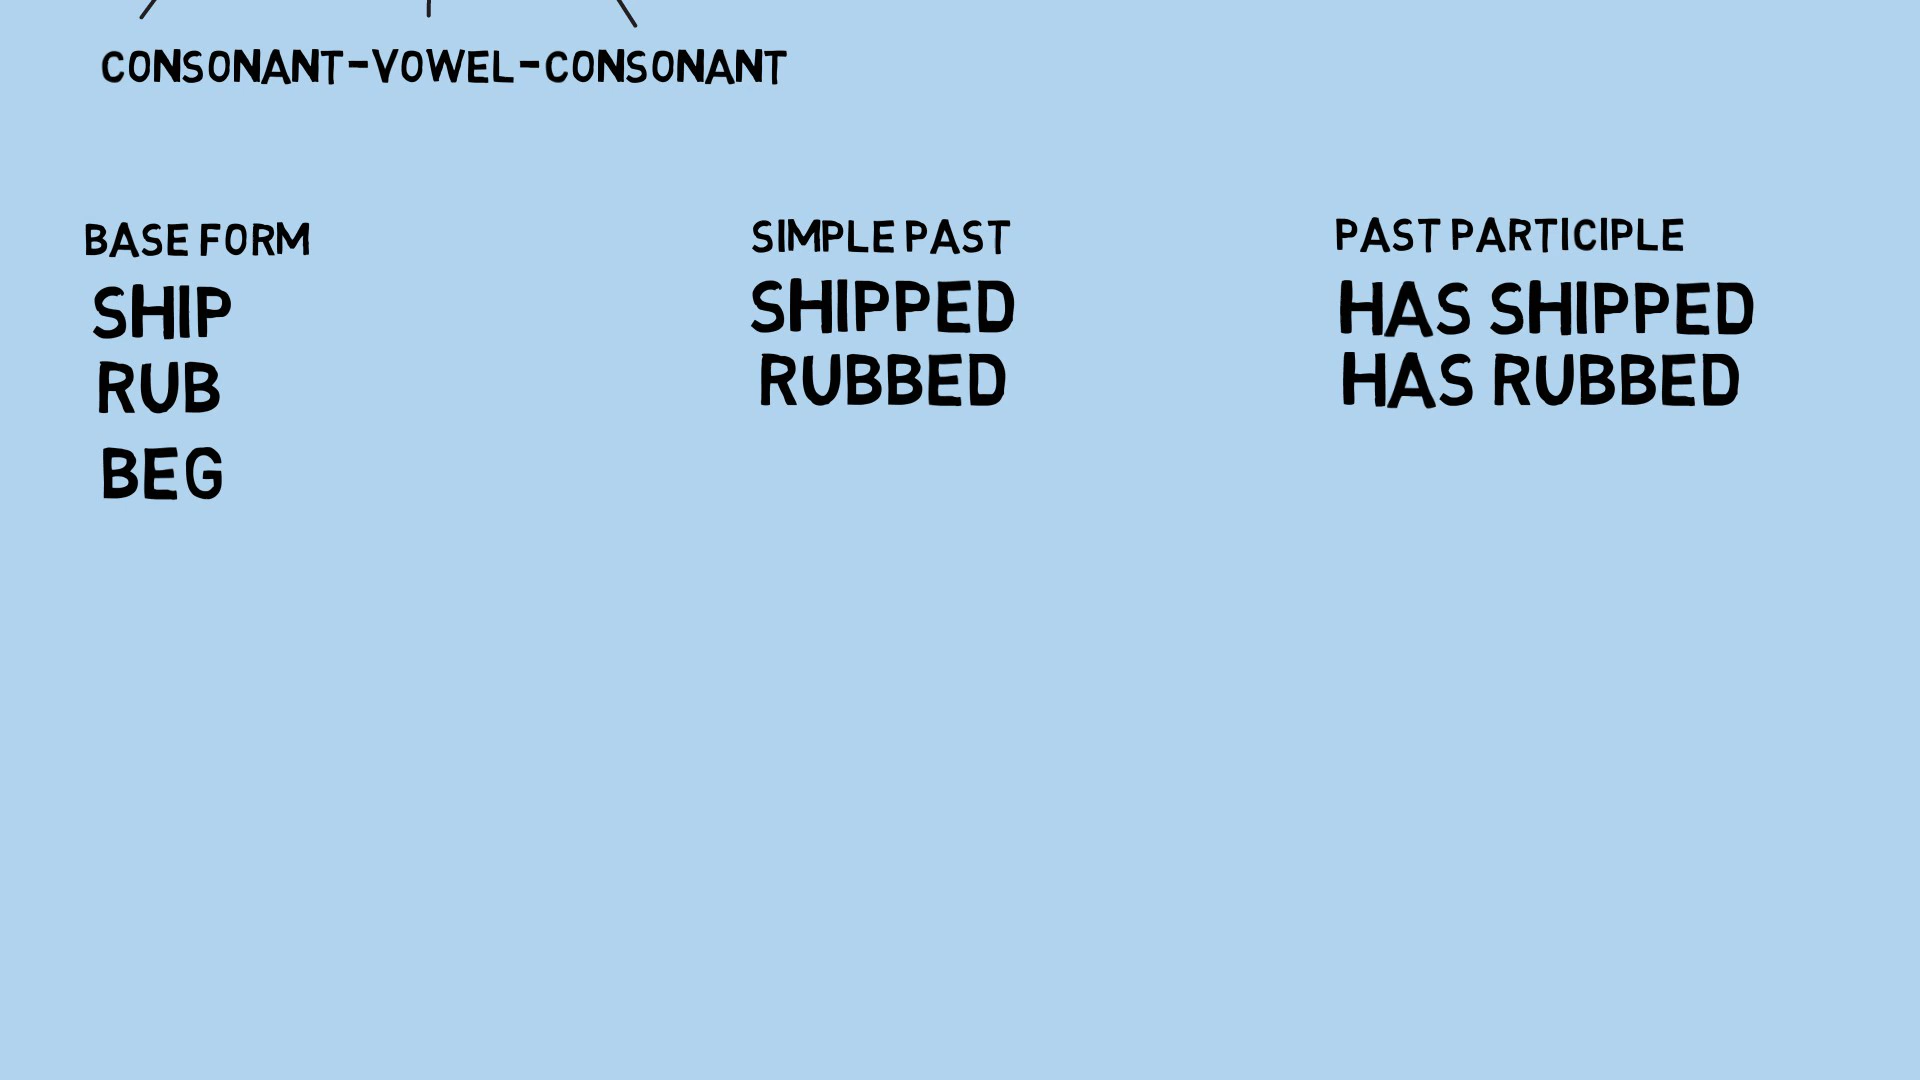 CONSONANT-VOWEL-CONSONANT
BASE FORM SIMPLE PAST PAST PARTICIPLE
SHIP SHIPPED HAS SHIPPED
RUB RUBBED HAS RUBBED
BEG